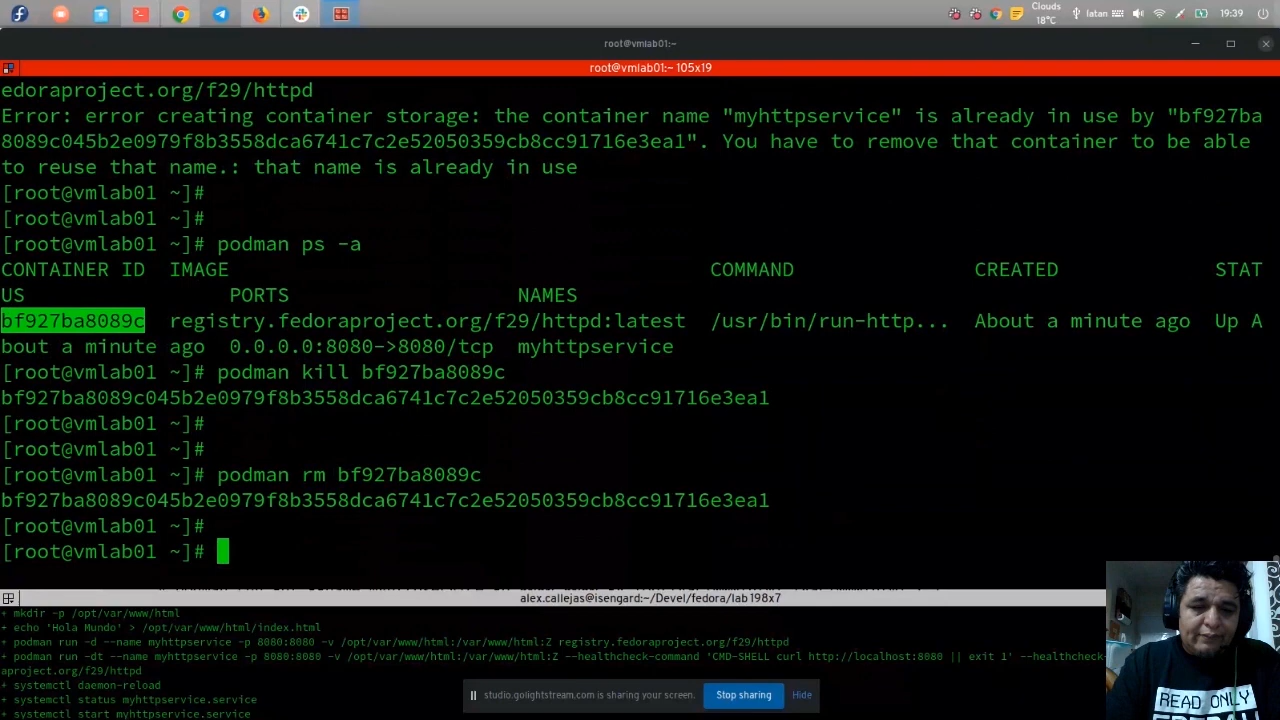 Clouds
18°C
latan
19:39
root@vmlab01:~
root@vmlab01:~ 105x19
edoraproject.org/f29/httpd
Error: error creating container storage: the container name "myhttpservice" is already in use by "bf927ba
8089c045b2e0979f8b3558dca6741c7c2e52050359cb8cc91716e3ea1". You have to remove that container to be able
to reuse that name.: that name is already in use
[root@vmlab01 ~]#
[root@vmlab01 ~]#
[root@vmlab01 ~]# podman ps -a
CONTAINER ID IMAGE COMMAND CREATED STAT
US PORTS NAMES
bf927ba8089c registry.fedoraproject.org/f29/httpd:latest /usr/bin/run-http... About a minute ago Up A
bout a minute ago 0.0.0.0:8080->8080/tcp myhttpservice
[root@vmlab01 ~]# podman kill bf927ba8089c
bf927ba8089c045b2e0979f8b3558dca6741c7c2e52050359cb8cc91716e3ea1
[root@vmlab01 ~]#
[root@vmlab01 ~]#
[root@vmlab01 ~]# podman rm bf927ba8089c
bf927ba8089c045b2e0979f8b3558dca6741c7c2e52050359cb8cc91716e3ea1
[root@vmlab01 ~]#
[root@vmlab01 ~]#
alex.callejas@isengard:~/Devel/fedora/lab 198x7
+ mkdir -p /opt/var/www/html
+ echo 'Hola Mundo' > /opt/var/www/html/index.html
+ podman run -d --name myhttpservice -p 8080:8080 -v /opt/var/www/html:/var/www/html:Z registry.fedoraproject.org/f29/httpd
+ podman run -dt --name myhttpservice -p 8080:8080 -v /opt/var/www/html:/var/www/html:Z --healthcheck-command 'CMD-SHELL curl http://localhost:8080 || exit 1' --healthcheck-
aproject.org/f29/httpd
+ systemctl daemon-reload
+ systemctl status myhttpservice.service
+ systemctl start myhttpservice.service
studio.golightstream.com is sharing your screen.
Stop sharing
Hide
READ ONLY